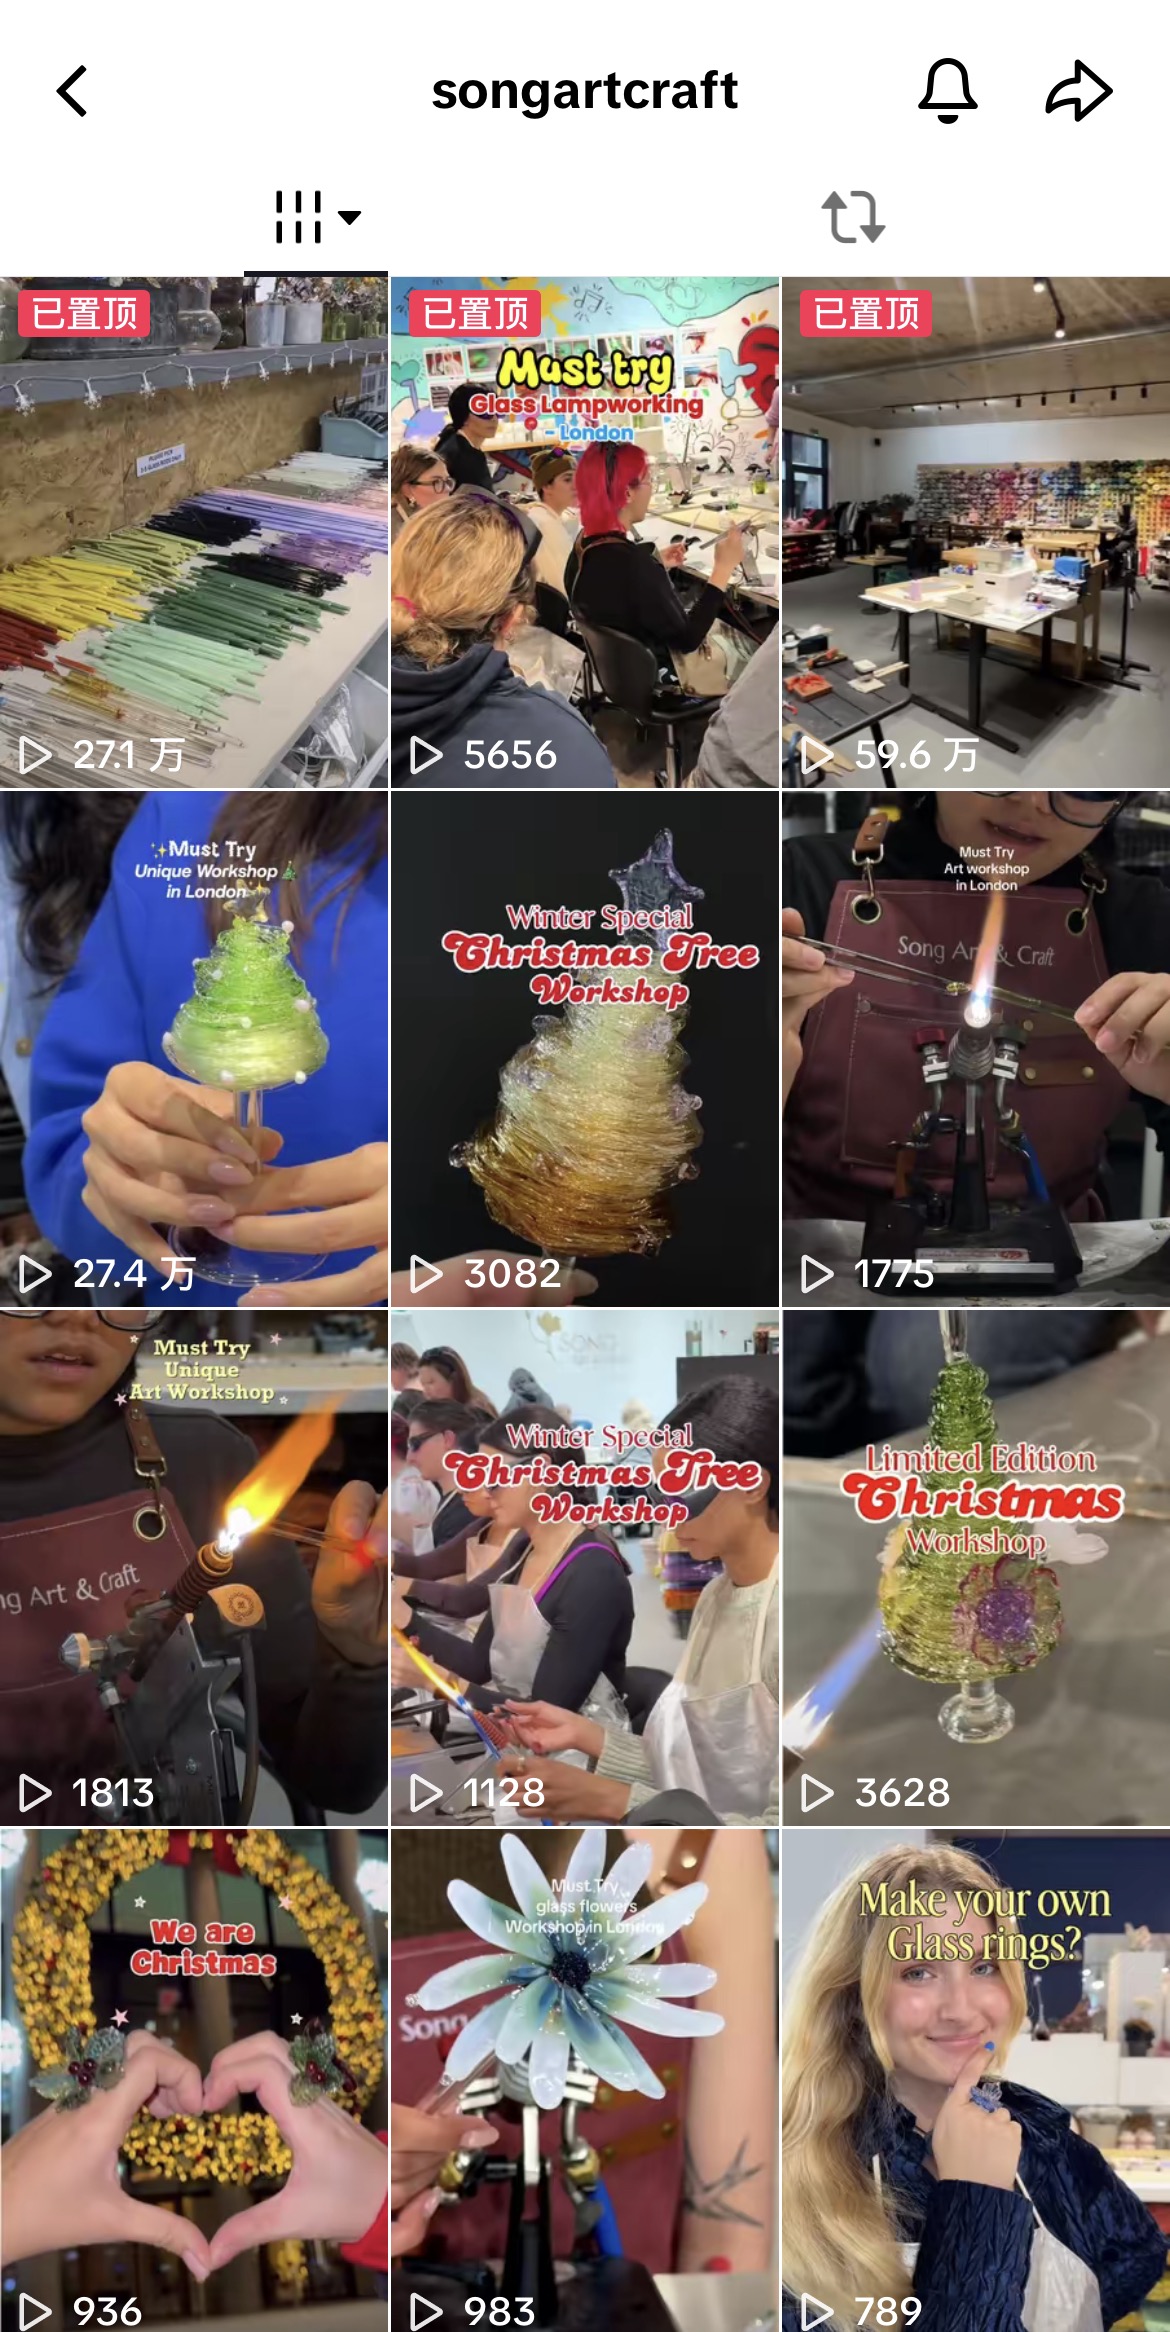 songartcraft
已置顶
27.1 万
已置顶
Must try
Glass Lampworking
- London
5656
已置顶
59.6 万
✨Must Try
Unique Workshop🎄
in London✨
27.4 万
Winter Special
Christmas Tree
Workshop
3082
Must Try
Art workshop
in London
Song Art & Craft
1775
Must Try
Unique
Art Workshop
ng Art & Craft
1813
SONG
Winter Special
Christmas Tree
Workshop
1128
Limited Edition
Christmas
Workshop
3628
We are
Christmas
936
Must Try
glass flowers
Workshop in London
Song
983
Make your own
Glass rings?
789